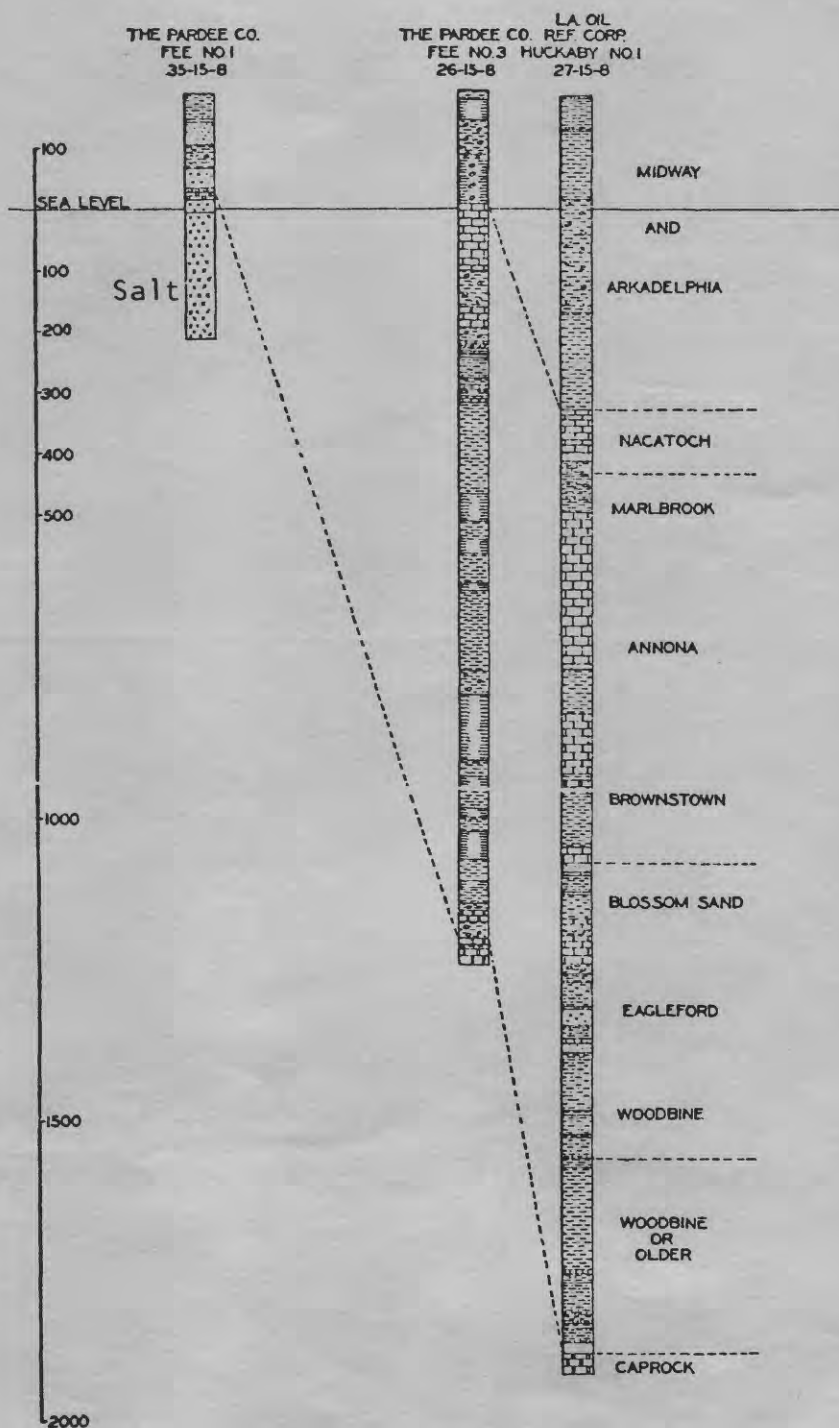 THE PARDEE CO.
FEE NO.1
35-15-8
THE PARDEE CO.
FEE NO.3
26-15-8
LA. OIL
REF. CORP.
HUCKABY NO.1
27-15-8
100
SEA LEVEL
100
200
300
400
500
1000
1500
2000
Salt
MIDWAY
AND
ARKADELPHIA
NACATOCH
MARLBROOK
ANNONA
BROWNSTOWN
BLOSSOM SAND
EAGLEFORD
WOODBINE
WOODBINE
OR
OLDER
CAPROCK